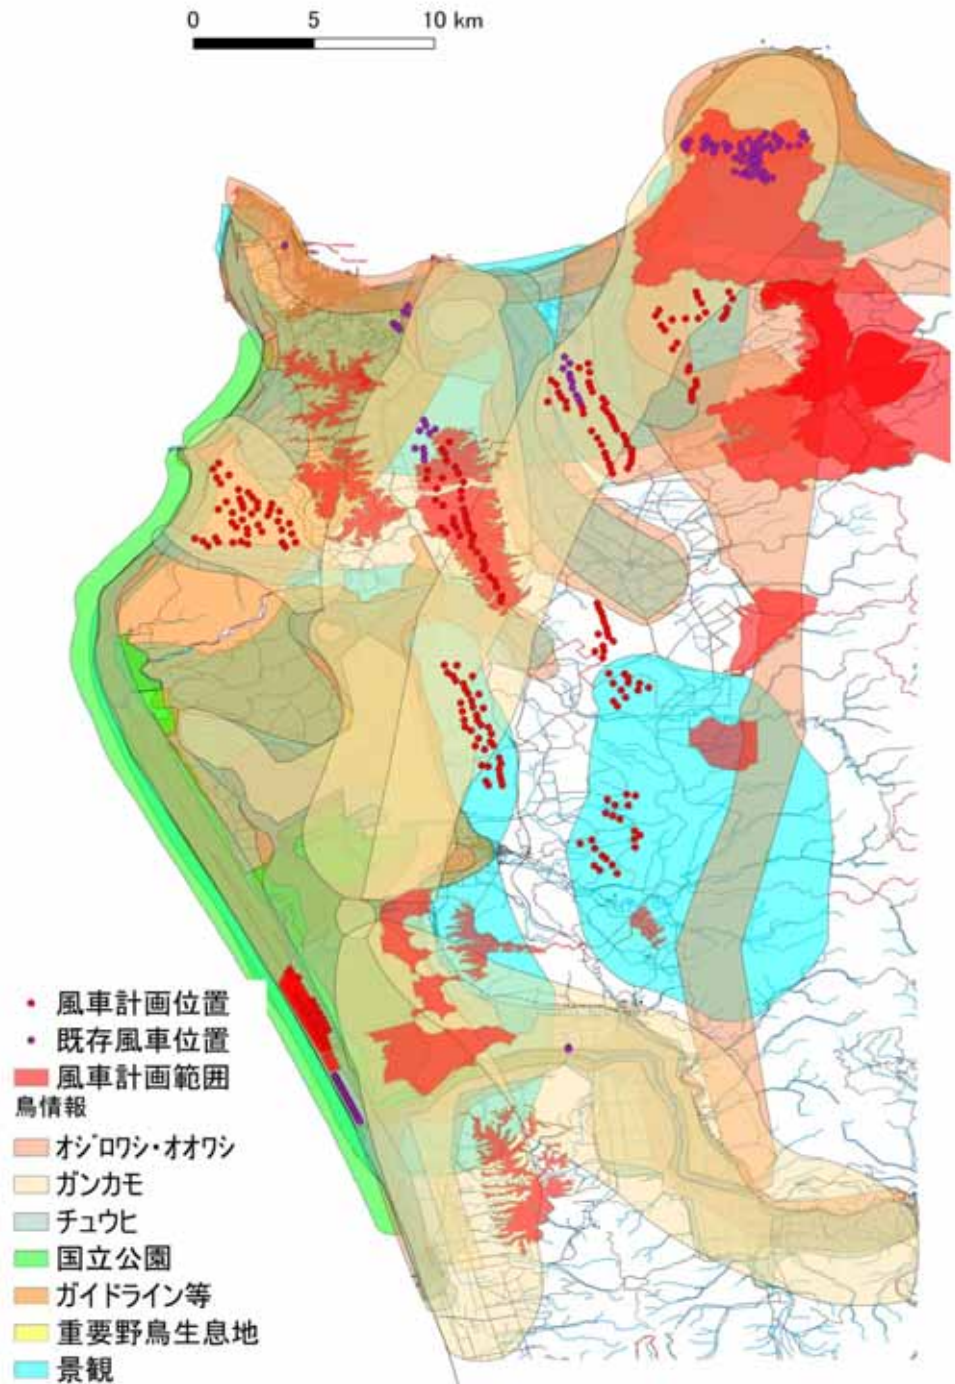 0 5 10 km
風車計画位置
既存風車位置
風車計画範囲
鳥情報
オジロワシ・オオワシ
ガンカモ
チュウヒ
国立公園
ガイドライン等
重要野鳥生息地
景観